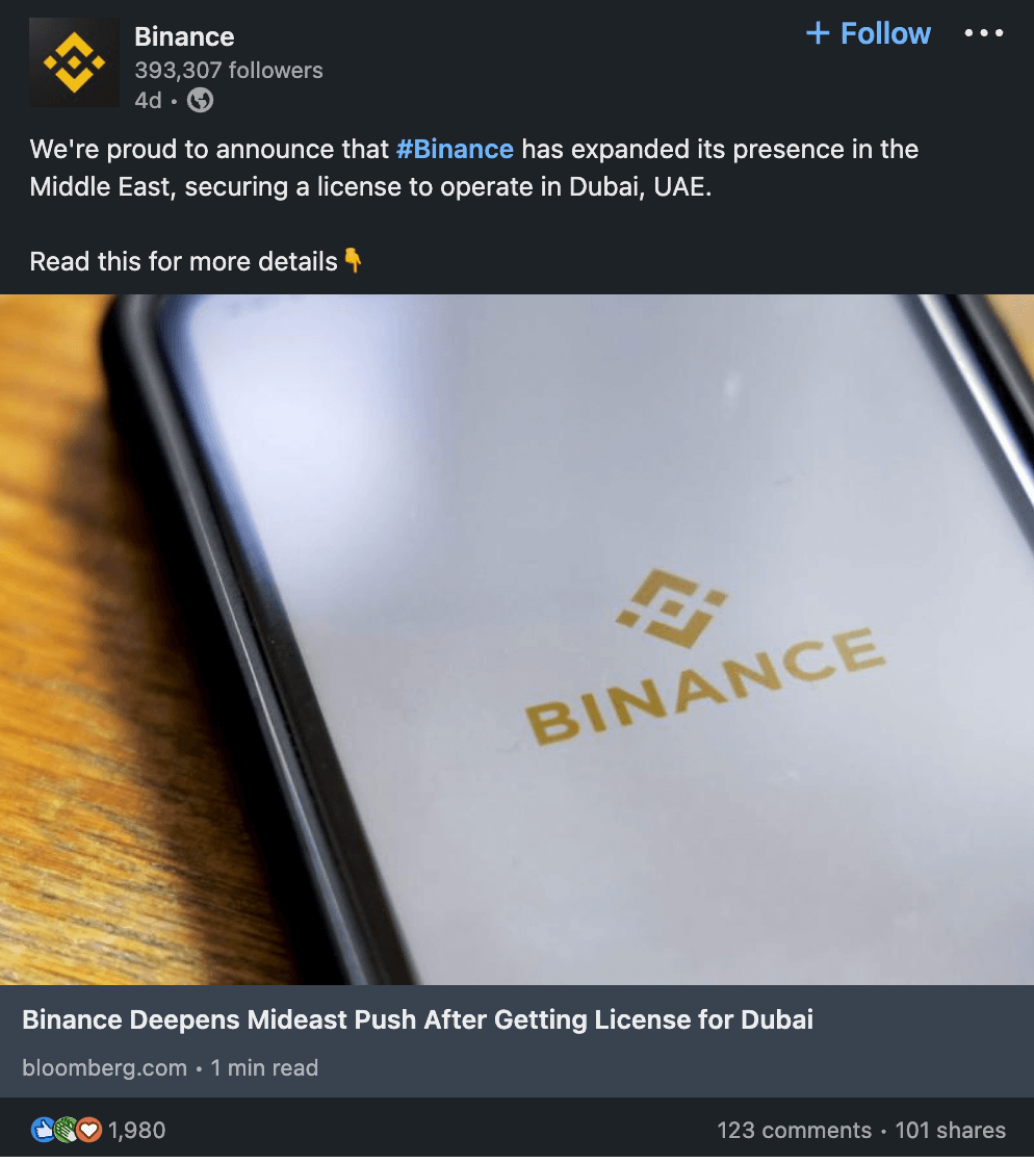 Binance
+ Follow
393,307 followers
4d •
We're proud to announce that #Binance has expanded its presence in the
Middle East, securing a license to operate in Dubai, UAE.
Read this for more details👇
BINANCE
Binance Deepens Mideast Push After Getting License for Dubai
bloomberg.com • 1 min read
1,980
123 comments • 101 shares